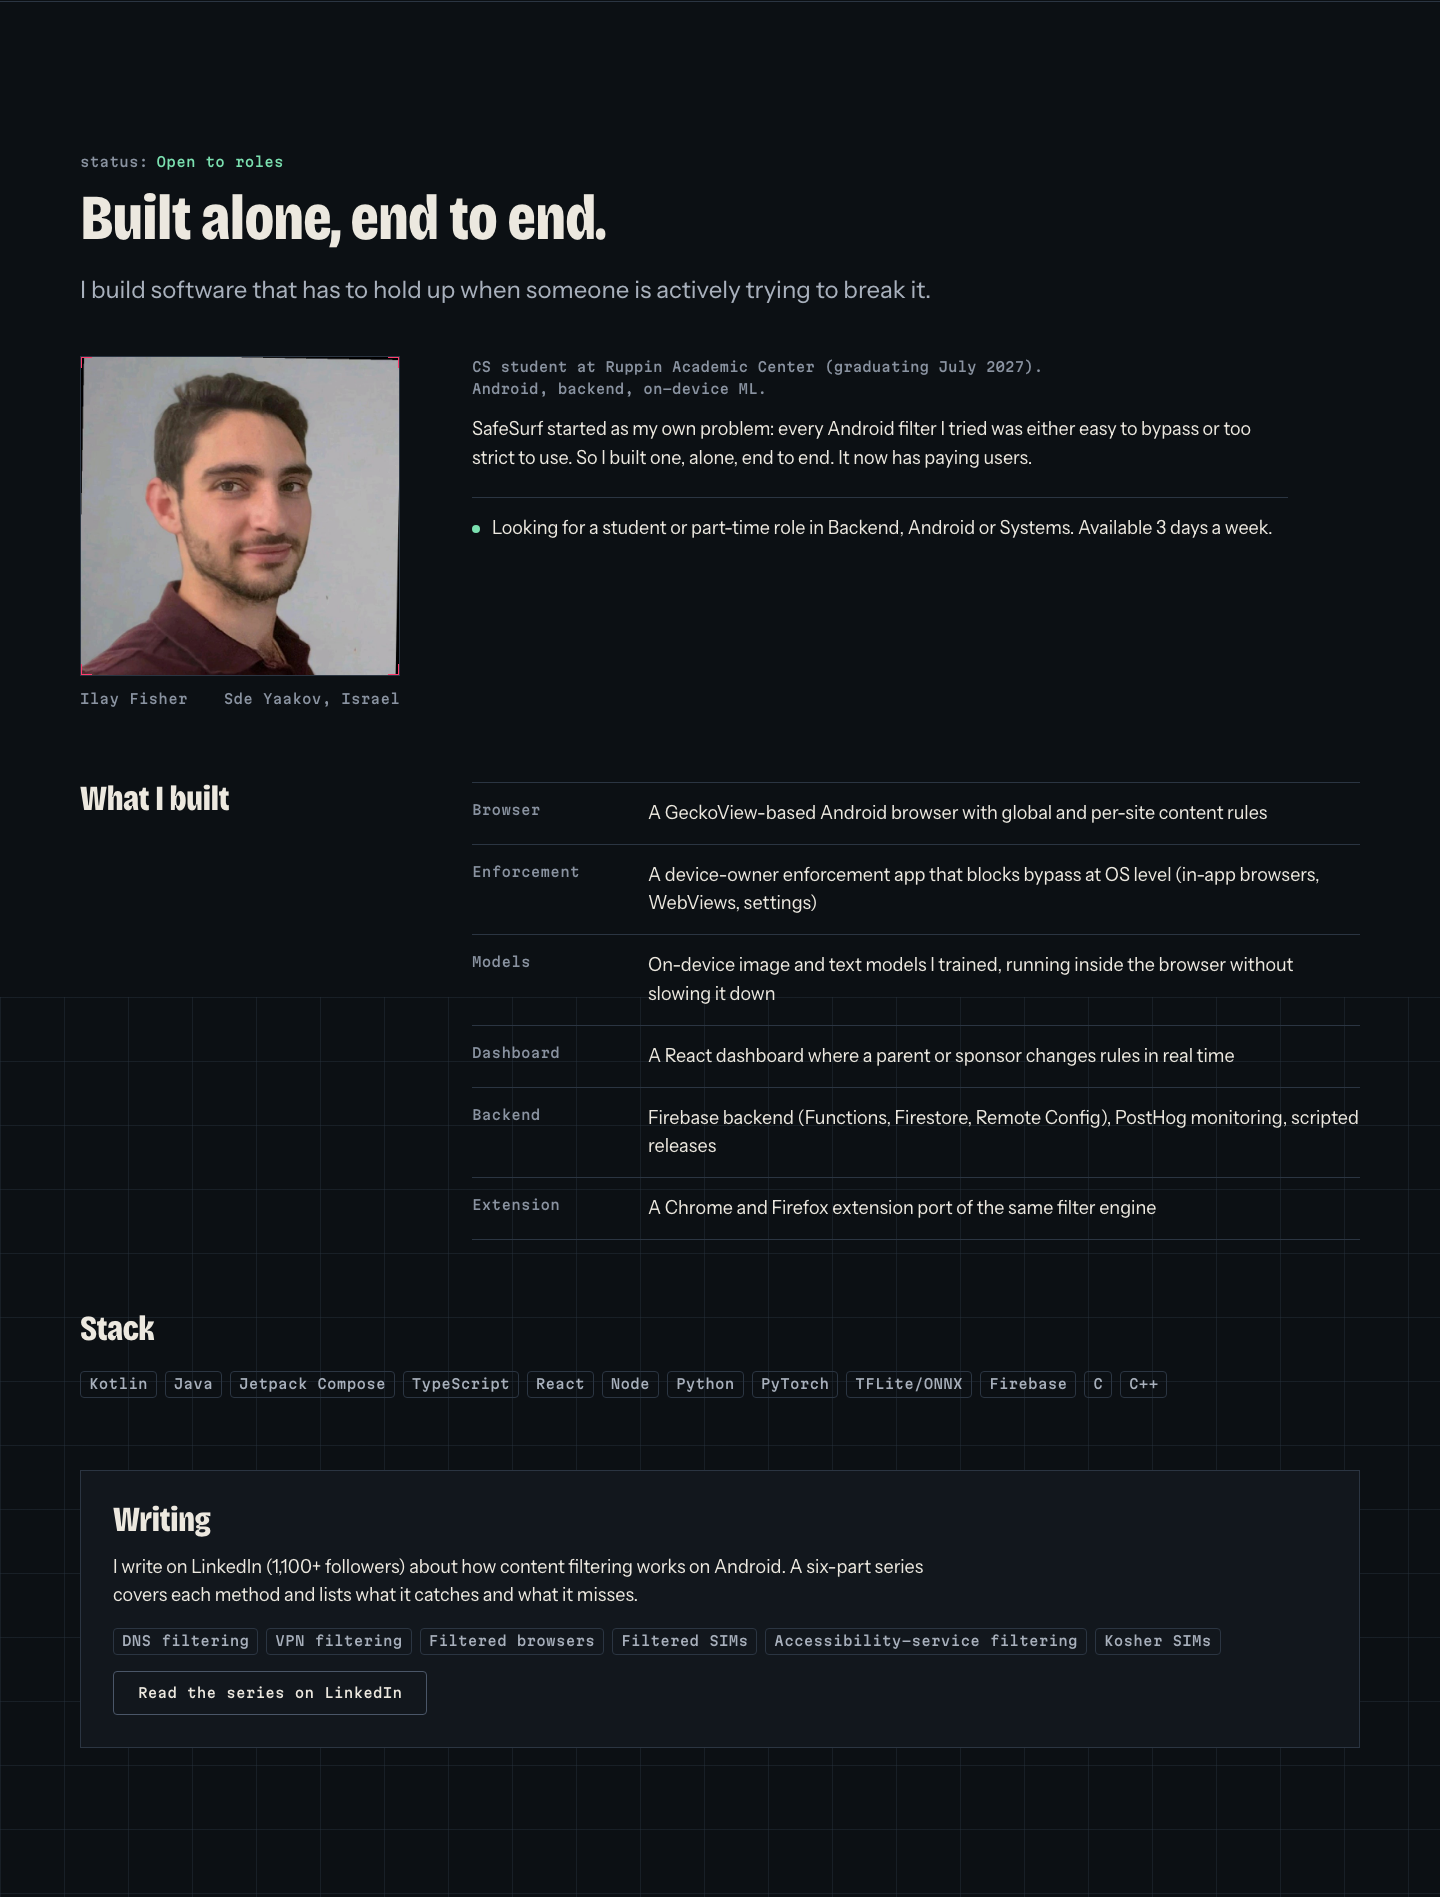 status: Open to roles
Built alone, end to end.
I build software that has to hold up when someone is actively trying to break it.
CS student at Ruppin Academic Center (graduating July 2027).
Android, backend, on-device ML.
SafeSurf started as my own problem: every Android filter I tried was either easy to bypass or too
strict to use. So I built one, alone, end to end. It now has paying users.
Looking for a student or part-time role in Backend, Android or Systems. Available 3 days a week.
Ilay Fisher Sde Yaakov, Israel
What I built
Browser A GeckoView-based Android browser with global and per-site content rules
Enforcement A device-owner enforcement app that blocks bypass at OS level (in-app browsers,
WebViews, settings)
Models On-device image and text models I trained, running inside the browser without
slowing it down
Dashboard A React dashboard where a parent or sponsor changes rules in real time
Backend Firebase backend (Functions, Firestore, Remote Config), PostHog monitoring, scripted
releases
Extension A Chrome and Firefox extension port of the same filter engine
Stack
Kotlin Java Jetpack Compose TypeScript React Node Python PyTorch TFLite/ONNX Firebase C C++
Writing
I write on LinkedIn (1,100+ followers) about how content filtering works on Android. A six-part series
covers each method and lists what it catches and what it misses.
DNS filtering VPN filtering Filtered browsers Filtered SIMs Accessibility-service filtering Kosher SIMs
Read the series on LinkedIn